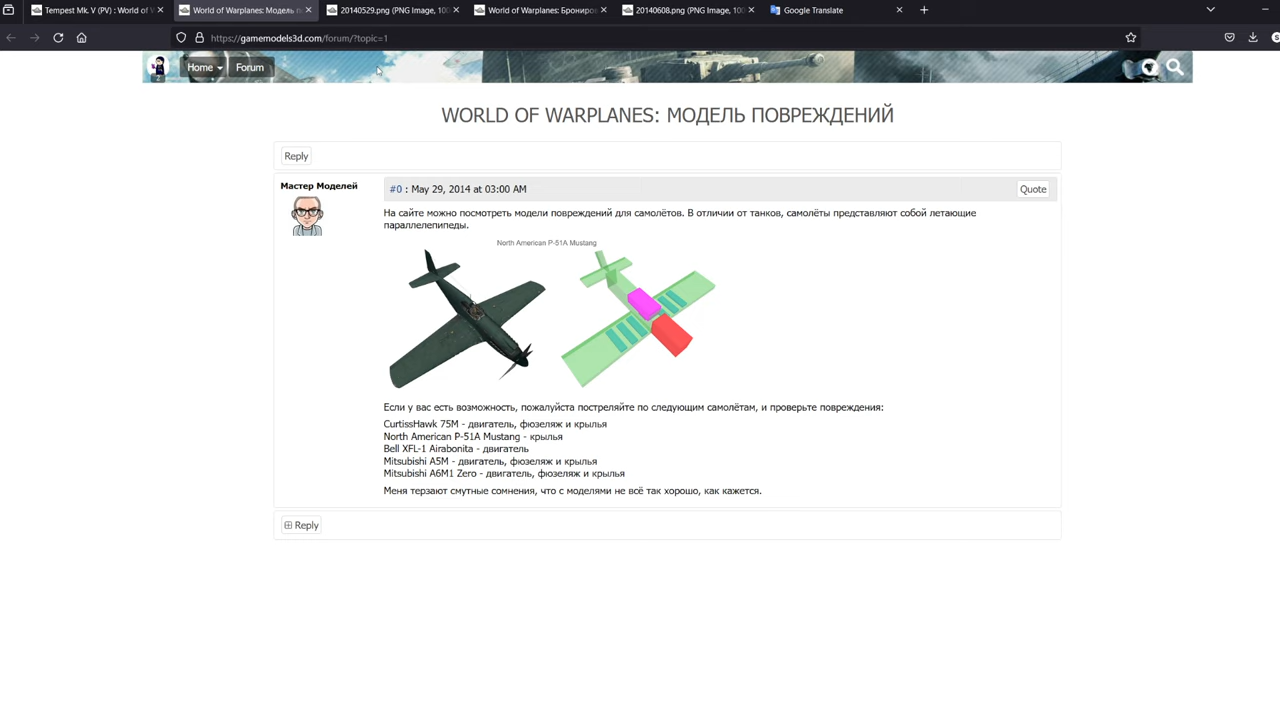 Tempest Mk. V (PV) : World of V
World of Warplanes: Модель п
20140529.png (PNG Image, 100
World of Warplanes: Брониров
20140608.png (PNG Image, 100
Google Translate
https://gamemodels3d.com/forum/?topic=1
2
Home
Forum
WORLD OF WARPLANES: МОДЕЛЬ ПОВРЕЖДЕНИЙ
Reply
Мастер Моделей
#0 : May 29, 2014 at 03:00 AM
Quote
На сайте можно посмотреть модели повреждений для самолётов. В отличии от танков, самолёты представляют собой летающие
параллелепипеды.
North American P-51A Mustang
Если у вас есть возможность, пожалуйста постреляйте по следующим самолётам, и проверьте повреждения:
CurtissHawk 75M - двигатель, фюзеляж и крылья
North American P-51A Mustang - крылья
Bell XFL-1 Airabonita - двигатель
Mitsubishi A5M - двигатель, фюзеляж и крылья
Mitsubishi A6M1 Zero - двигатель, фюзеляж и крылья
Меня терзают смутные сомнения, что с моделями не всё так хорошо, как кажется.
Reply